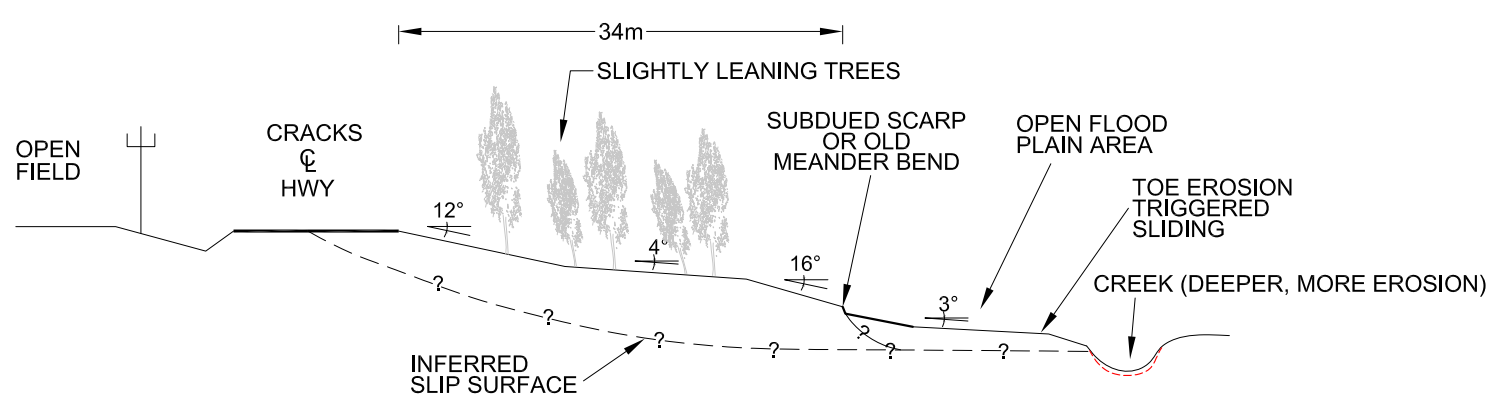 34m
SLIGHTLY LEANING TREES
OPEN
FIELD
CRACKS
℄
HWY
SUBDUED SCARP
OR OLD
MEANDER BEND
OPEN FLOOD
PLAIN AREA
TOE EROSION
TRIGGERED
SLIDING
12°
4°
16°
3°
CREEK (DEEPER, MORE EROSION)
?
?
?
?
?
?
?
INFERRED
SLIP SURFACE